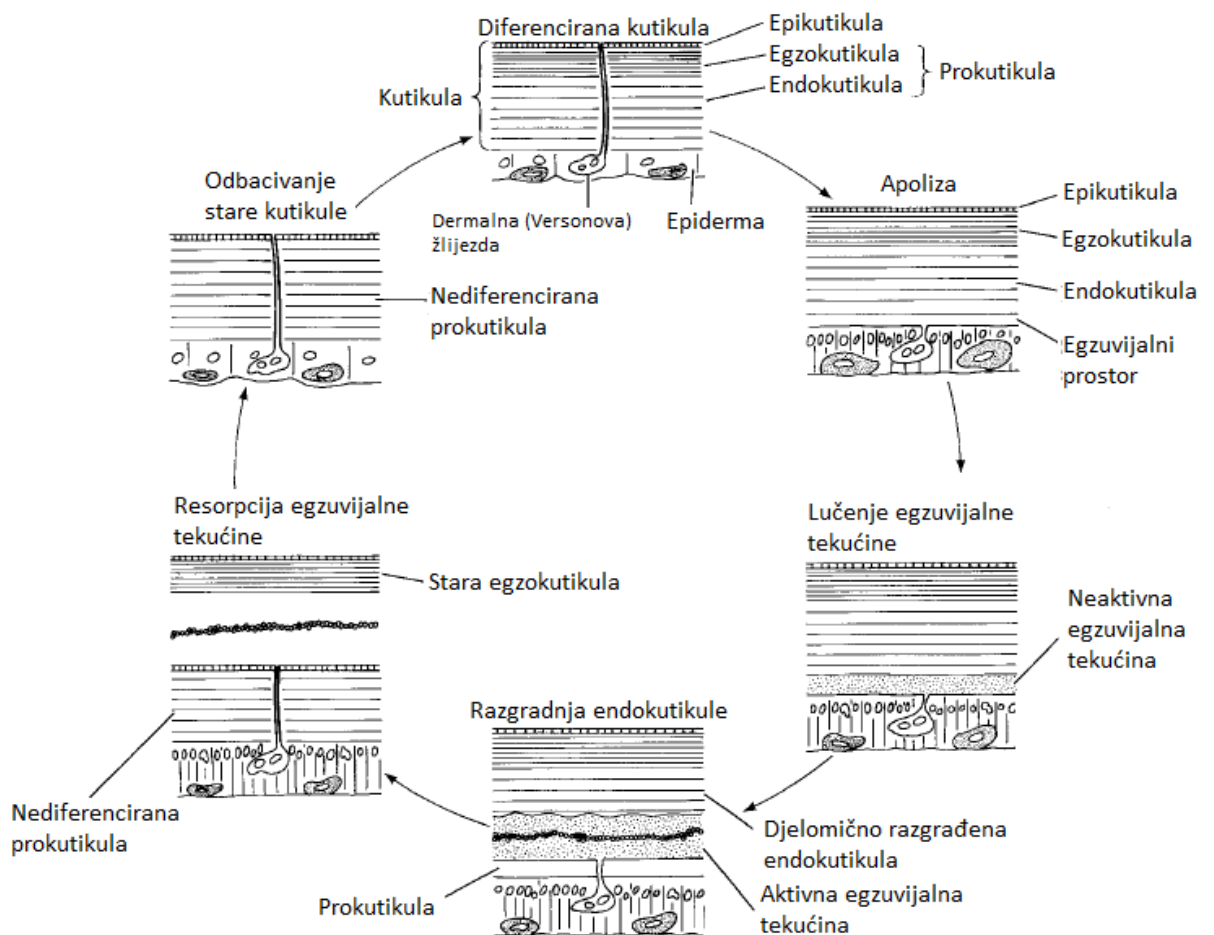 Diferencirana kutikula
Epikutikula
Egzokutikula
Endokutikula
Prokutikula
Kutikula
Dermalna (Versonova)
žlijezda
Epiderma
Apoliza
Epikutikula
Egzokutikula
Endokutikula
Egzuvijalni
prostor
Lučenje egzuvijalne
tekućine
Neaktivna
egzuvijalna
tekućina
Razgradnja endokutikule
Djelomično razgrađena
endokutikula
Aktivna egzuvijalna
tekućina
Prokutikula
Resorpcija egzuvijalne
tekućine
Stara egzokutikula
Nediferencirana
prokutikula
Odbacivanje
stare kutikule
Nediferencirana
prokutikula